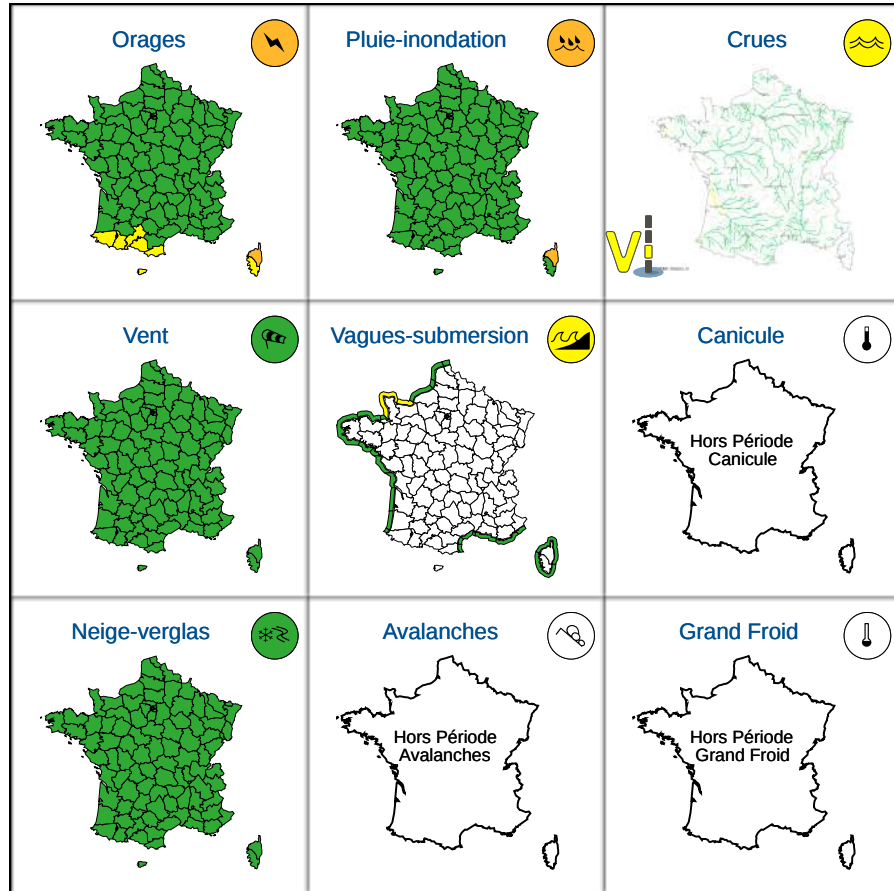 Orages
Pluie-inondation
Crues
Vi
Vent
Vagues-submersion
Canicule
Hors Période
Canicule
Neige-verglas
Avalanches
Grand Froid
Hors Période
Avalanches
Hors Période
Grand Froid